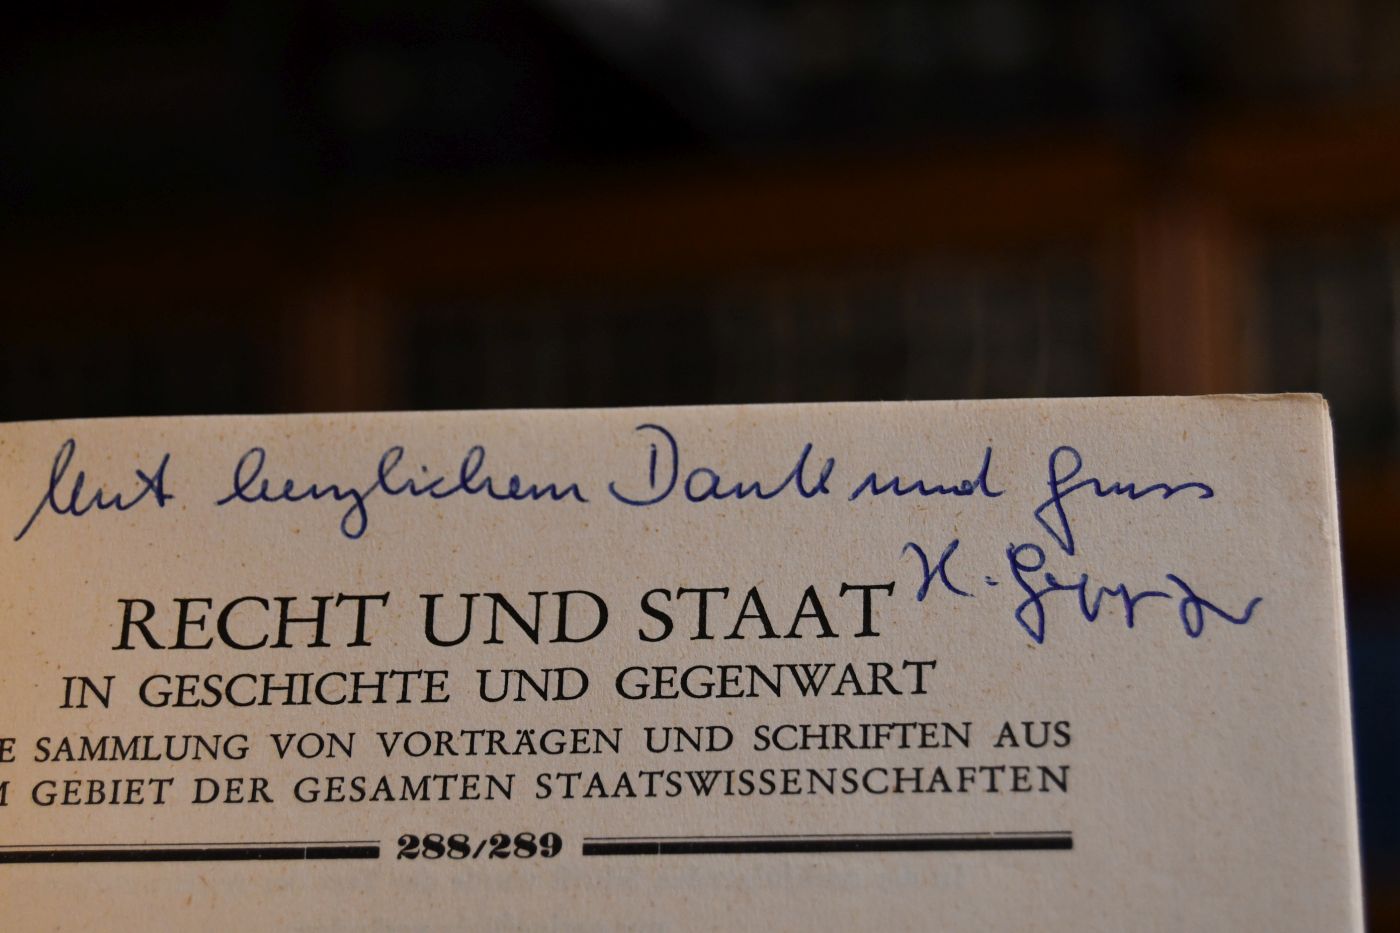 Mit herzlichem Dank und Gruss
H.
RECHT UND STAAT
IN GESCHICHTE UND GEGENWART
E SAMMLUNG VON VORTRÄGEN UND SCHRIFTEN AUS
M GEBIET DER GESAMTEN STAATSWISSENSCHAFTEN
288/289